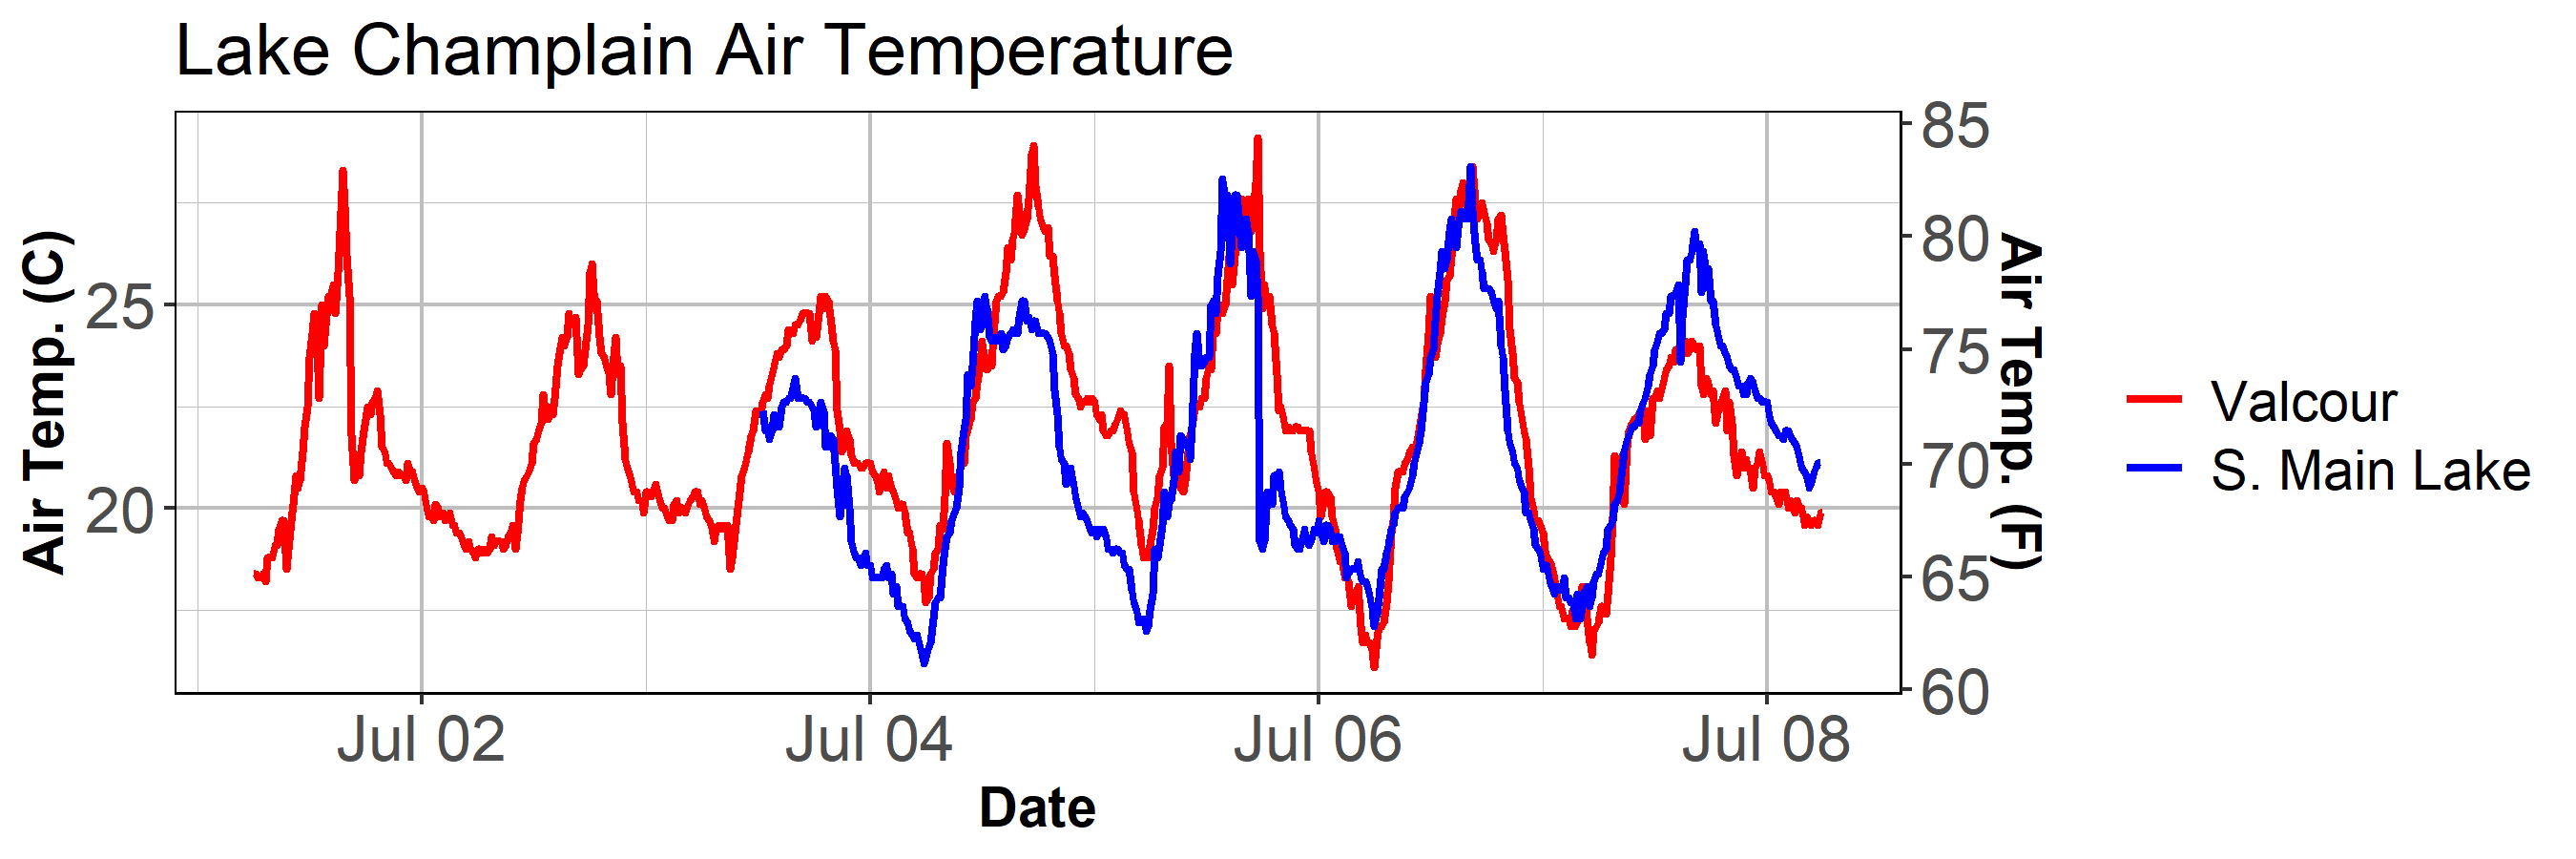 Lake Champlain Air Temperature
Air Temp. (C)
25
20
85
80
75
70
65
60
Air Temp. (F)
Jul 02
Jul 04
Jul 06
Jul 08
Date
Valcour
S. Main Lake